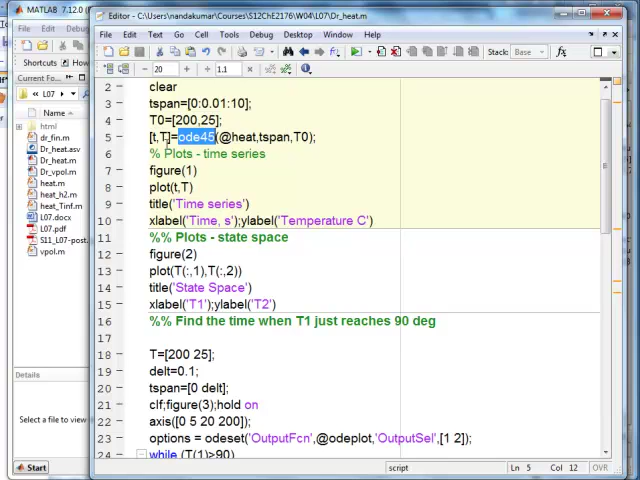 MATLAB 7.12.0
Editor - C:\Users\nandakumar\Courses\S12ChE2176\W04\L07\Dr_heat.m
File Edit
File Edit Text Go Cell Tools Debug Desktop Window Help
Stack: Base fx
Shortcuts How
20 1.1
Current Fo...
« L07
Name
html
dr_fin.m
Dr_heat.asv
Dr_heat.m
Dr_vpol.m
heat.m
heat_h2.m
heat_Tinf.m
L07.docx
L07.pdf
S11_L07-post.
vpol.m
Details
Select a file to view
Start
2 clear
3 tspan=[0:0.01:10];
4 T0=[200,25];
5 [t,T]=ode45(@heat,tspan,T0);
6 % Plots - time series
7 figure(1)
8 plot(t,T)
9 title('Time series')
10 xlabel('Time, s');ylabel('Temperature C')
11 %% Plots - state space
12 figure(2)
13 plot(T(:,1),T(:,2))
14 title('State Space')
15 xlabel('T1');ylabel('T2')
16 %% Find the time when T1 just reaches 90 deg
17
18 T=[200 25];
19 delt=0.1;
20 tspan=[0 delt];
21 clf;figure(3);hold on
22 axis([0 5 20 200]);
23 options = odeset('OutputFcn',@odeplot,'OutputSel',[1 2])
24 while (T(1)>90)
script Ln 5 Col 12 OVR